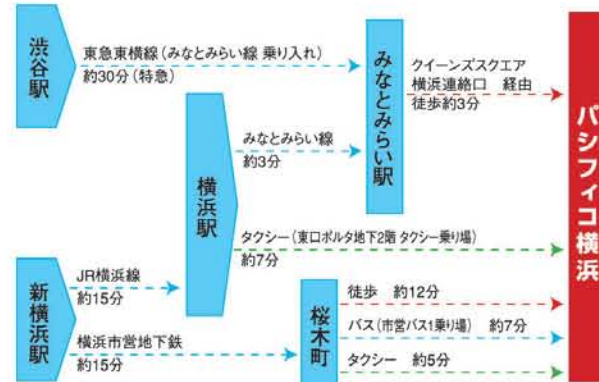 渋谷駅
東急東横線(みなとみらい線 乗り入れ)
約30分(特急)
みなとみらい駅
クイーンズスクエア
横浜連絡口 経由
徒歩約3分
パシフィコ横浜
横浜駅
みなとみらい線
約3分
タクシー(東口ポルタ地下2階 タクシー乗り場)
約7分
新横浜駅
JR横浜線
約15分
横浜市営地下鉄
約15分
桜木町
徒歩 約12分
バス(市営バス1乗り場) 約7分
タクシー 約5分